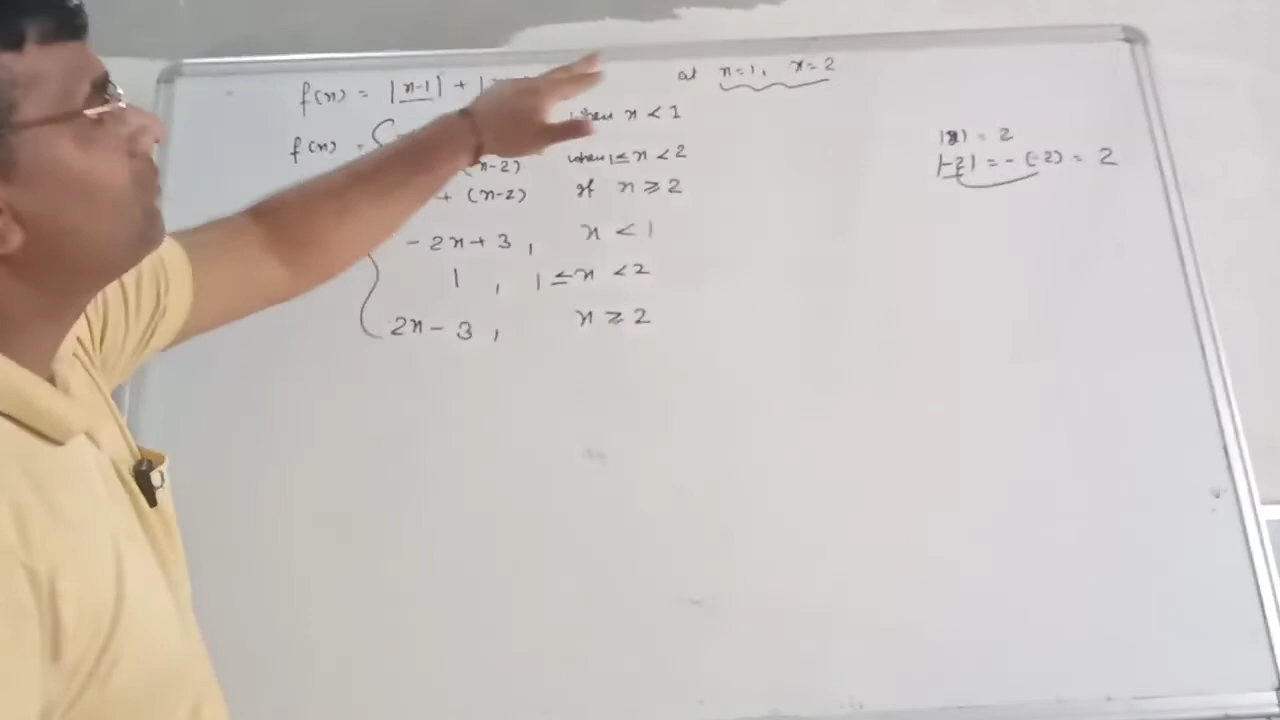 f(x) = |x-1| + | at x=1, x=2
f(x) = { when x < 1
(x-2) when 1 ≤ x < 2
+ (x-2) if x ≥ 2
-2x+3, x < 1
1, 1 ≤ x < 2
2x-3, x ≥ 2
|2| = 2
|-2| = -(-2) = 2